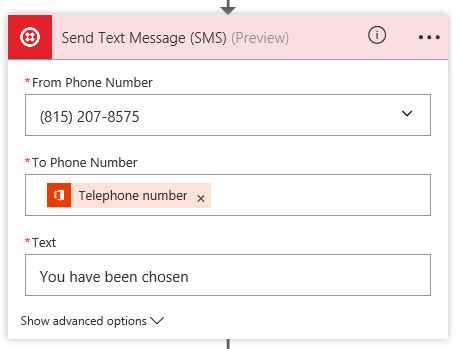 Send Text Message (SMS) (Preview)
*From Phone Number
(815) 207-8575
*To Phone Number
Telephone number x
*Text
You have been chosen
Show advanced options